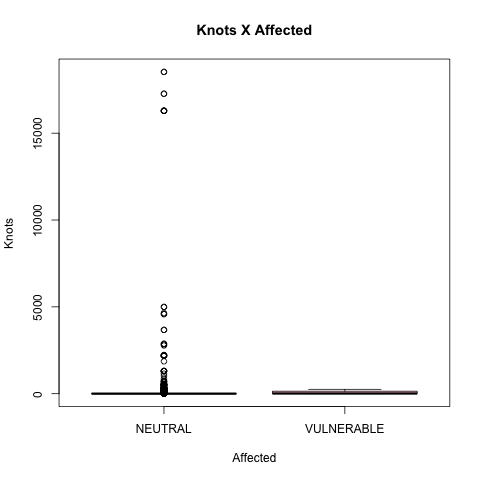 Knots X Affected
15000
10000
5000
0
Knots
NEUTRAL
VULNERABLE
Affected